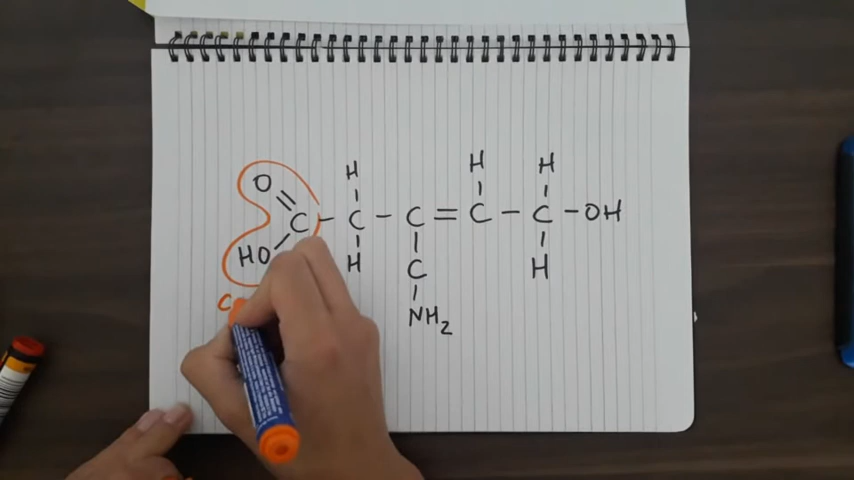 H H H
O
C - C - C = C - C - OH
HO H C H
NH2